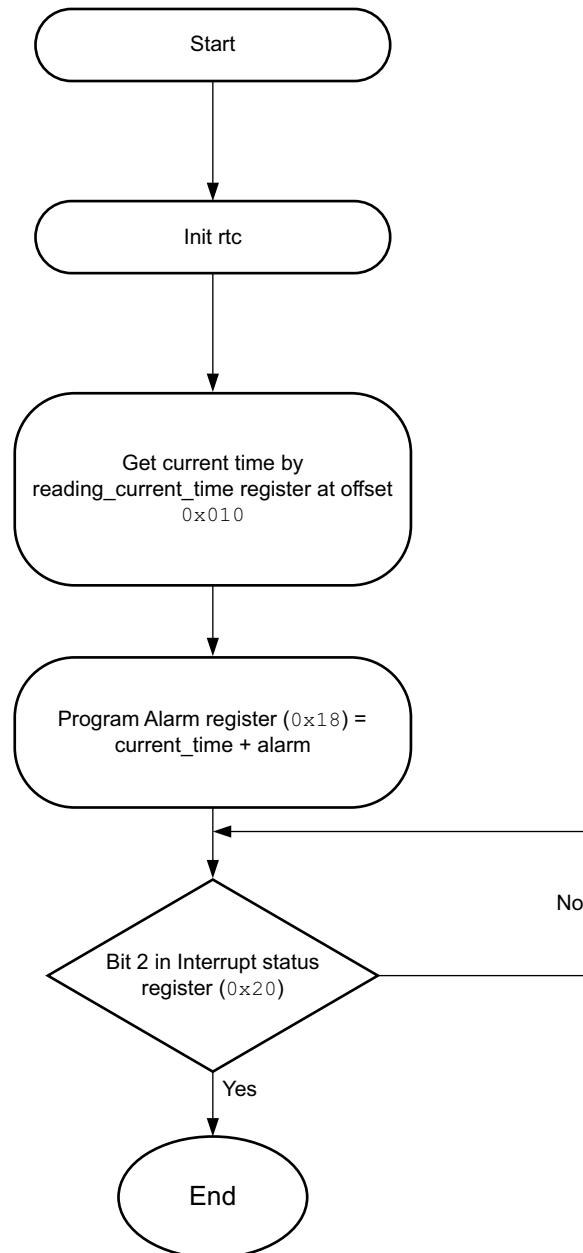 Start
Init rtc
Get current time by
reading_current_time register at offset
0x010
Program Alarm register (0x18) =
current_time + alarm
No
Bit 2 in Interrupt status
register (0x20)
Yes
End